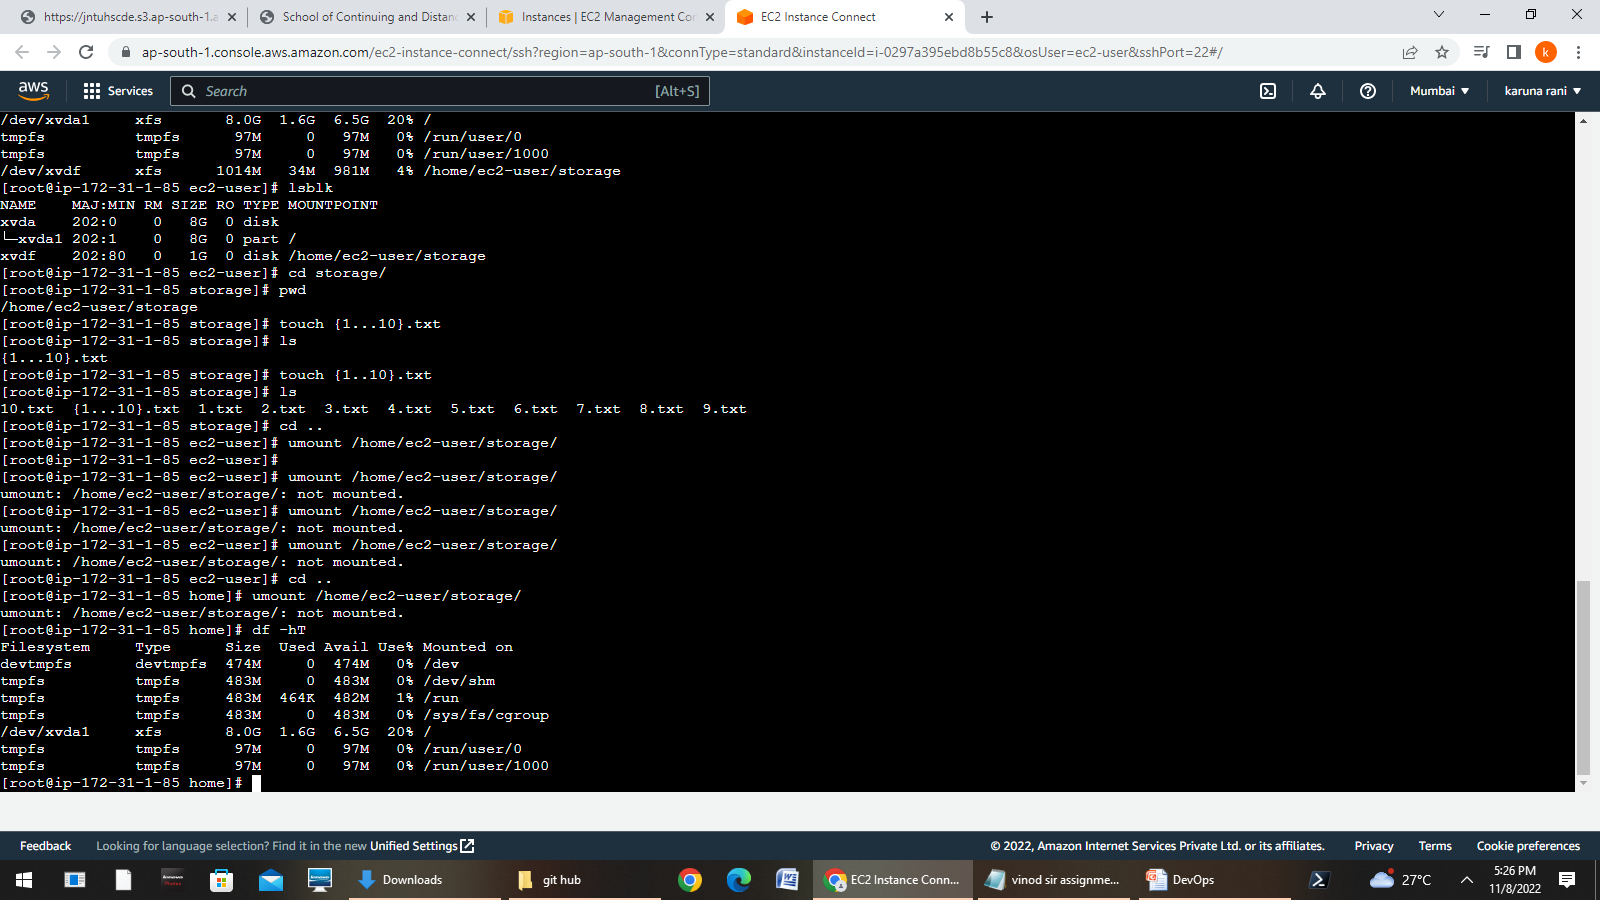 https://jntuhscde.s3.ap-south-1.a
School of Continuing and Distanc
Instances | EC2 Management Con
EC2 Instance Connect
ap-south-1.console.aws.amazon.com/ec2-instance-connect/ssh?region=ap-south-1&connType=standard&instanceId=i-0297a395ebd8b55c8&osUser=ec2-user&sshPort=22#/
k
aws Services Search [Alt+S] Mumbai karuna rani
/dev/xvda1     xfs       8.0G  1.6G  6.5G  20% /
tmpfs          tmpfs      97M     0   97M   0% /run/user/0
tmpfs          tmpfs      97M     0   97M   0% /run/user/1000
/dev/xvdf      xfs      1014M   34M  981M   4% /home/ec2-user/storage
[root@ip-172-31-1-85 ec2-user]# lsblk
NAME    MAJ:MIN RM SIZE RO TYPE MOUNTPOINT
xvda    202:0    0   8G  0 disk
└─xvda1 202:1    0   8G  0 part /
xvdf    202:80   0   1G  0 disk /home/ec2-user/storage
[root@ip-172-31-1-85 ec2-user]# cd storage/
[root@ip-172-31-1-85 storage]# pwd
/home/ec2-user/storage
[root@ip-172-31-1-85 storage]# touch {1...10}.txt
[root@ip-172-31-1-85 storage]# ls
{1...10}.txt
[root@ip-172-31-1-85 storage]# touch {1..10}.txt
[root@ip-172-31-1-85 storage]# ls
10.txt  {1...10}.txt  1.txt  2.txt  3.txt  4.txt  5.txt  6.txt  7.txt  8.txt  9.txt
[root@ip-172-31-1-85 storage]# cd ..
[root@ip-172-31-1-85 ec2-user]# umount /home/ec2-user/storage/
[root@ip-172-31-1-85 ec2-user]#
[root@ip-172-31-1-85 ec2-user]# umount /home/ec2-user/storage/
umount: /home/ec2-user/storage/: not mounted.
[root@ip-172-31-1-85 ec2-user]# umount /home/ec2-user/storage/
umount: /home/ec2-user/storage/: not mounted.
[root@ip-172-31-1-85 ec2-user]# umount /home/ec2-user/storage/
umount: /home/ec2-user/storage/: not mounted.
[root@ip-172-31-1-85 ec2-user]# cd ..
[root@ip-172-31-1-85 home]# umount /home/ec2-user/storage/
umount: /home/ec2-user/storage/: not mounted.
[root@ip-172-31-1-85 home]# df -hT
Filesystem     Type      Size  Used Avail Use% Mounted on
devtmpfs       devtmpfs  474M     0  474M   0% /dev
tmpfs          tmpfs     483M     0  483M   0% /dev/shm
tmpfs          tmpfs     483M  464K  482M   1% /run
tmpfs          tmpfs     483M     0  483M   0% /sys/fs/cgroup
/dev/xvda1     xfs       8.0G  1.6G  6.5G  20% /
tmpfs          tmpfs      97M     0   97M   0% /run/user/0
tmpfs          tmpfs      97M     0   97M   0% /run/user/1000
[root@ip-172-31-1-85 home]#
Feedback Looking for language selection? Find it in the new Unified Settings © 2022, Amazon Internet Services Private Ltd. or its affiliates. Privacy Terms Cookie preferences
Downloads git hub EC2 Instance Conn... vinod sir assignme... DevOps 27°C 5:26 PM
11/8/2022